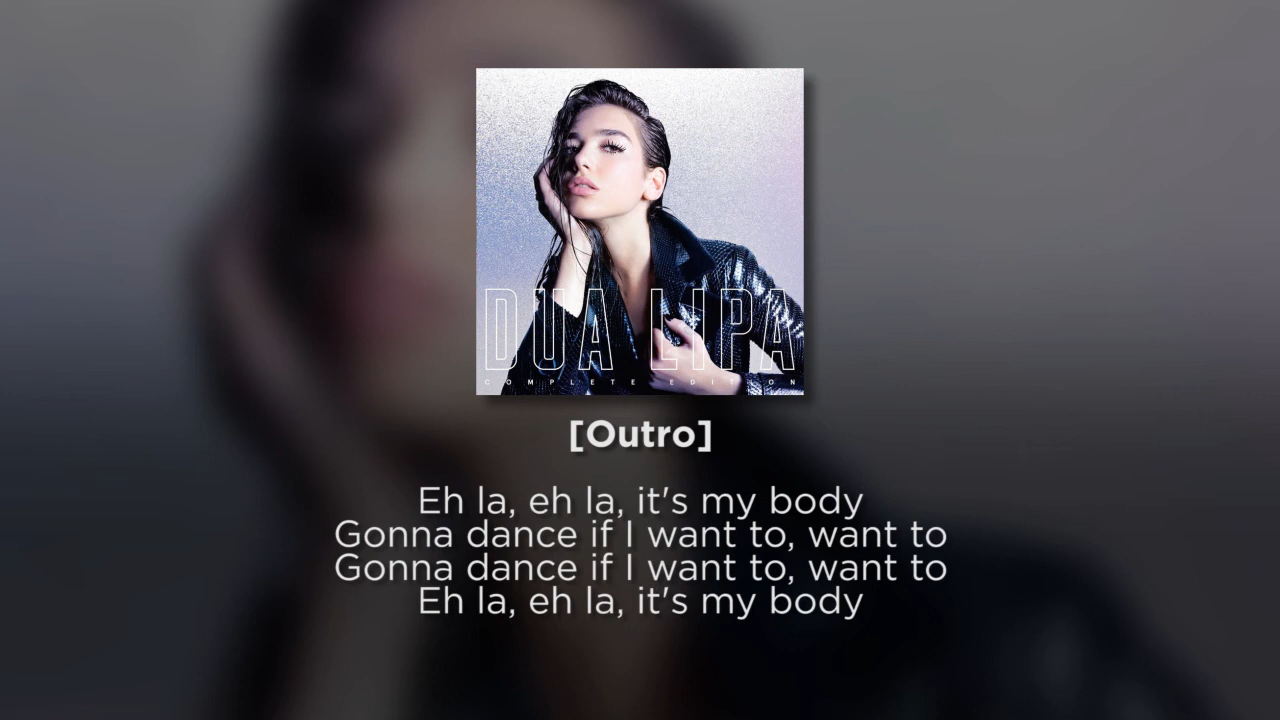 DUA LIPA
COMPLETE EDITION
[Outro]
Eh la, eh la, it's my body
Gonna dance if I want to, want to
Gonna dance if I want to, want to
Eh la, eh la, it's my body